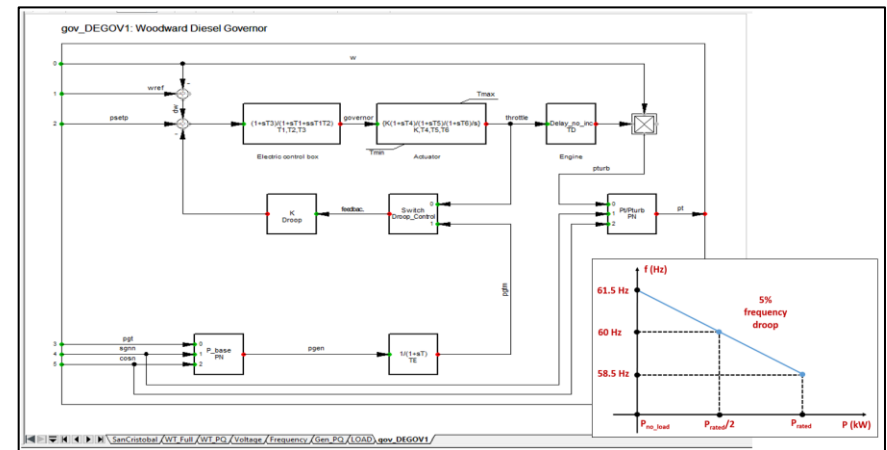 gov_DEGOV1: Woodward Diesel Governor
0
w
1
wref
-
dw
2
psetp
-
(1+sT3)/(1+sT1+ssT1T2)
T1,T2,T3
Electric control box
governor
Tmax
{K(1+sT4)/(1+sT5)/(1+sT6)/s}
K,T4,T5,T6
Tmin
Actuator
throttle
Delay_no_inc
TD
Engine
pturb
K
Droop
feedbac.
Switch
Droop_Control
0
1
0
1
2
Pt/Pturb
PN
pt
pgtn
3
pgt
4
sgnn
5
cosn
0
1
2
P_base
PN
pgen
1/(1+sT)
TE
f (Hz)
61.5 Hz
5%
frequency
droop
60 Hz
58.5 Hz
Pno_load
Prated/2
Prated
P (kW)
SanCristobal / WT_Full / WT_PQ / Voltage / Frequency / Gen_PQ / LOAD / gov_DEGOV1 /